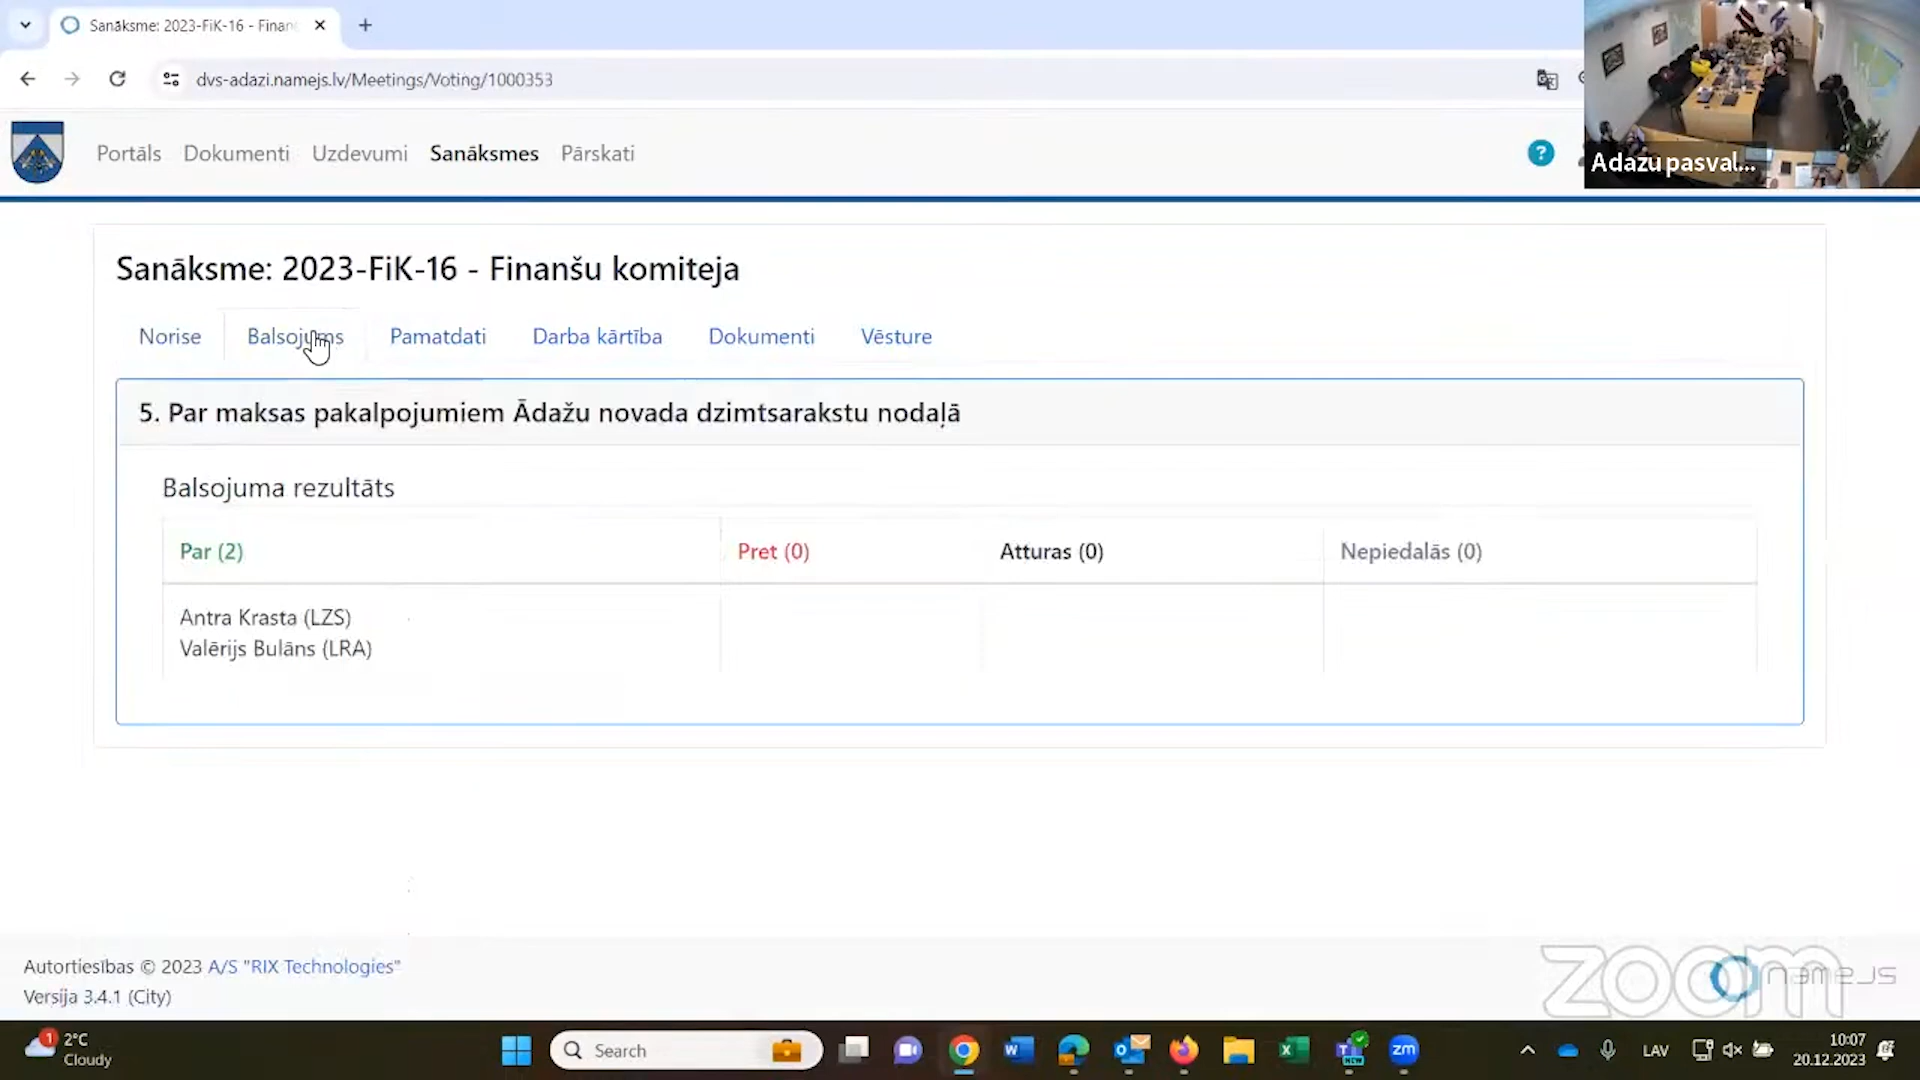 Sanāksme: 2023-FiK-16 - Finan
dvs-adazi.namejs.lv/Meetings/Voting/1000353
Portāls Dokumenti Uzdevumi Sanāksmes Pārskati
?
Adazu pasval...
Sanāksme: 2023-FiK-16 - Finanšu komiteja
Norise Balsojums Pamatdati Darba kārtība Dokumenti Vēsture
5. Par maksas pakalpojumiem Ādažu novada dzimtsarakstu nodaļā
Balsojuma rezultāts
Par (2) Pret (0) Atturas (0) Nepiedalās (0)
Antra Krasta (LZS)
Valērijs Bulāns (LRA)
Autortiesības © 2023 A/S "RIX Technologies"
Versija 3.4.1 (City)
zoom
namejs
1
2°C
Cloudy
Search
zm
NEW
LAV
10:07
20.12.2023